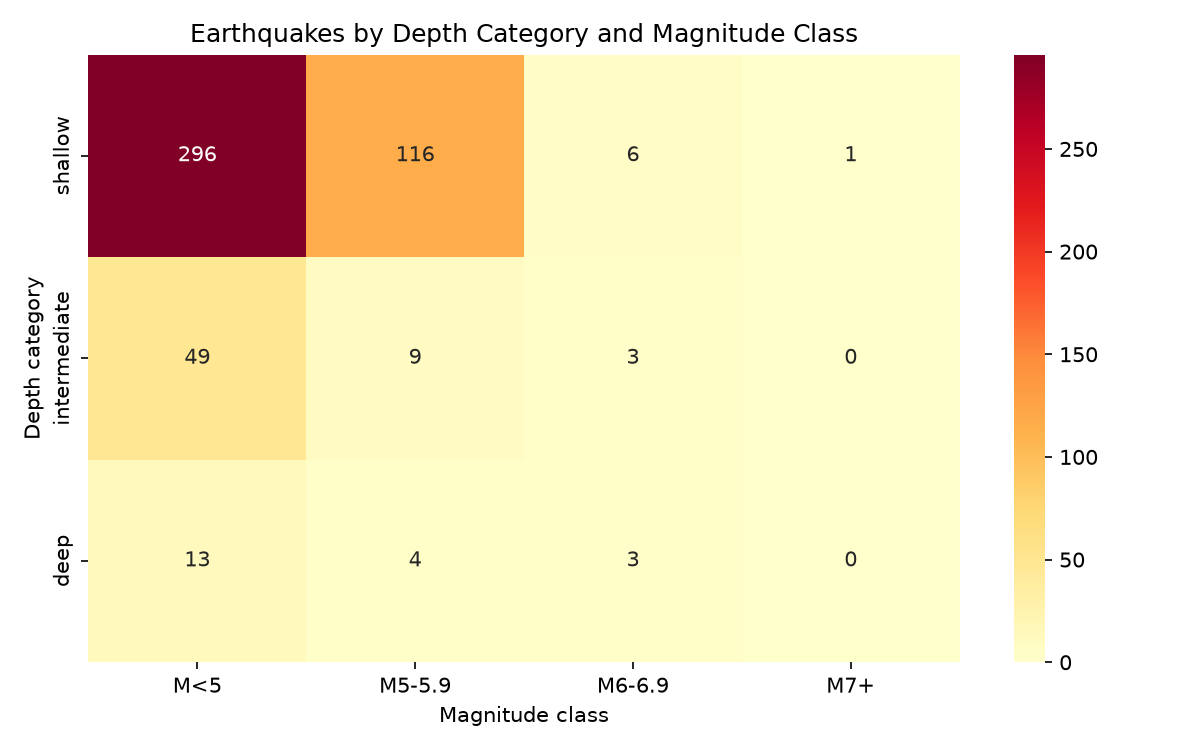 Earthquakes by Depth Category and Magnitude Class
Depth category
shallow
296 116 6 1
intermediate
49 9 3 0
deep
13 4 3 0
M<5 M5-5.9 M6-6.9 M7+
Magnitude class
250
200
150
100
50
0